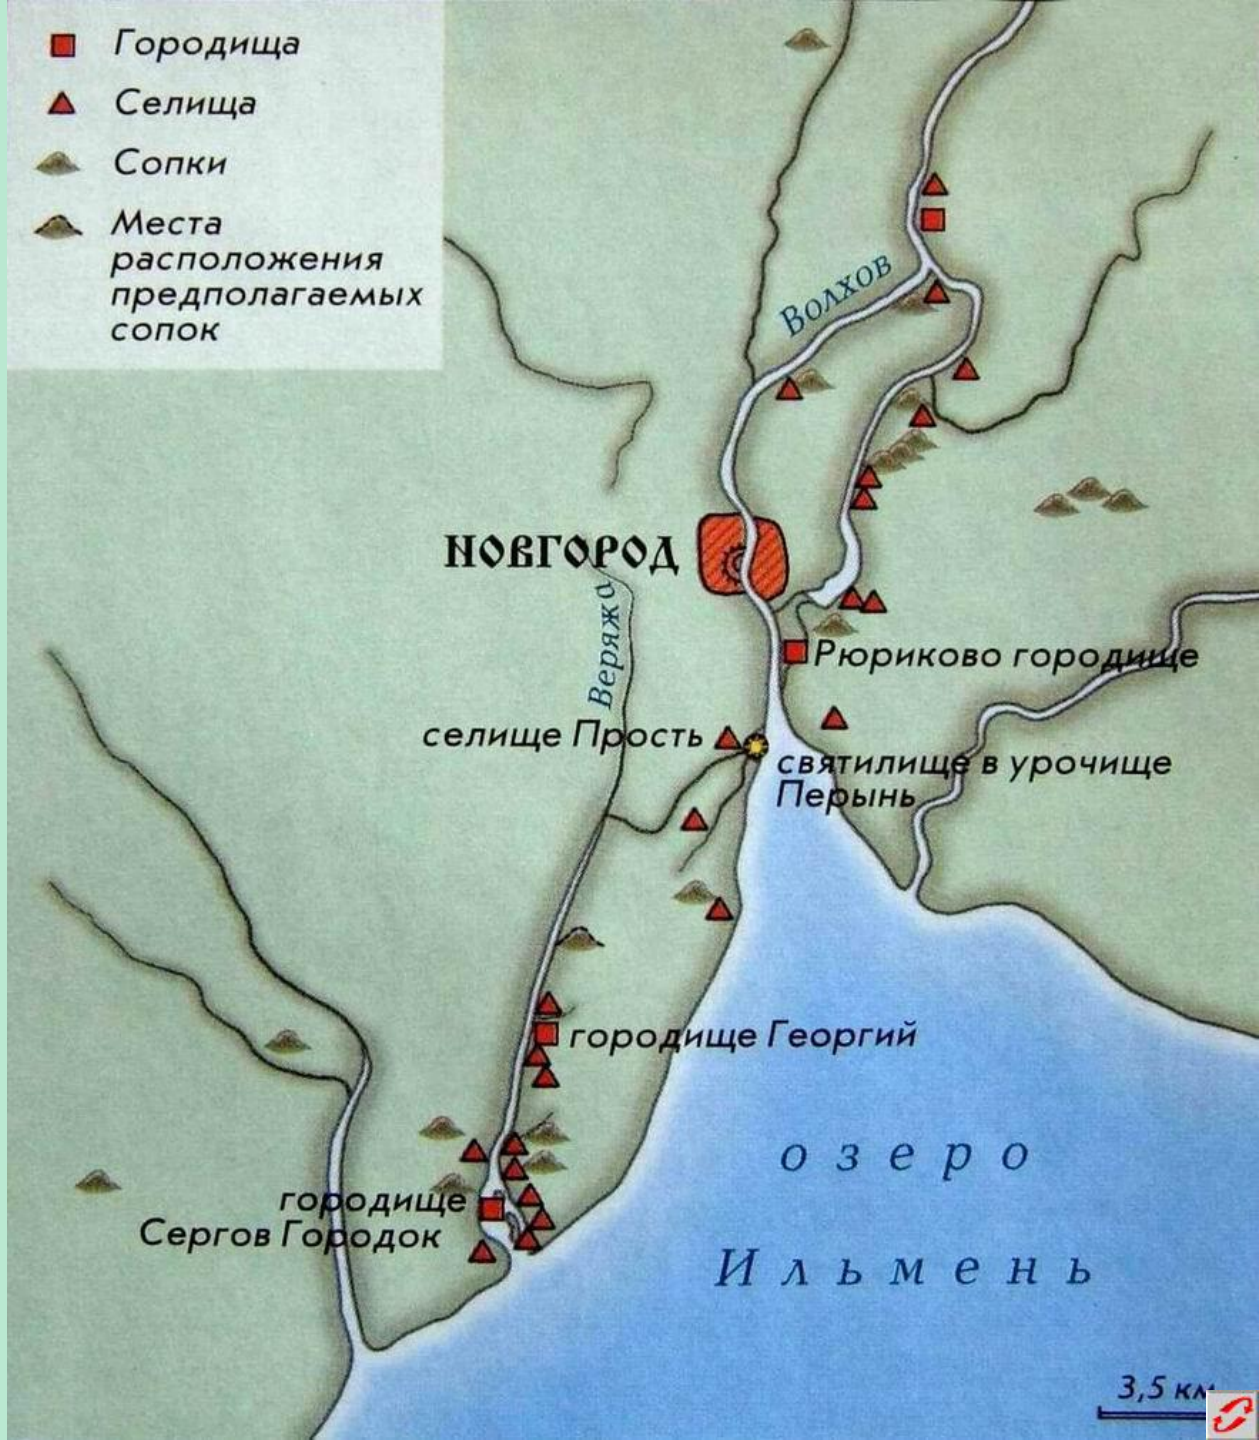 Городища
Селища
Сопки
Места
расположения
предполагаемых
сопок
Волхов
НОВГОРОД
Веряжа
Рюриково городище
селище Прость
святилище в урочище
Перынь
городище Георгий
озеро
городище
Сергов Городок
Ильмень
3,5 км